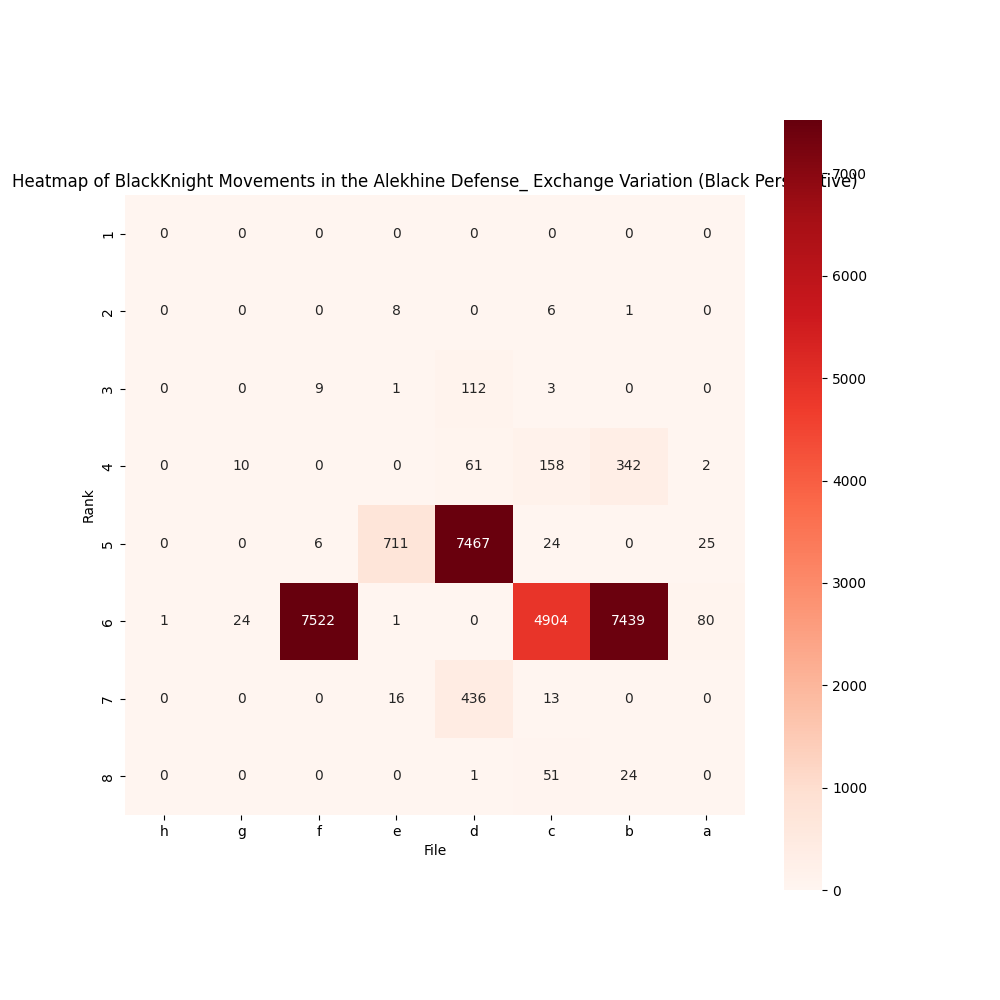 Heatmap of BlackKnight Movements in the Alekhine Defense_ Exchange Variation (Black Perspective)
7000
1 0 0 0 0 0 0 0 0
6000
2 0 0 0 8 0 6 1 0
3 0 0 9 1 112 3 0 0
5000
4 0 10 0 0 61 158 342 2
4000
Rank
5 0 0 6 711 7467 24 0 25
3000
6 1 24 7522 1 0 4904 7439 80
2000
7 0 0 0 16 436 13 0 0
1000
8 0 0 0 0 1 51 24 0
h g f e d c b a
File
0